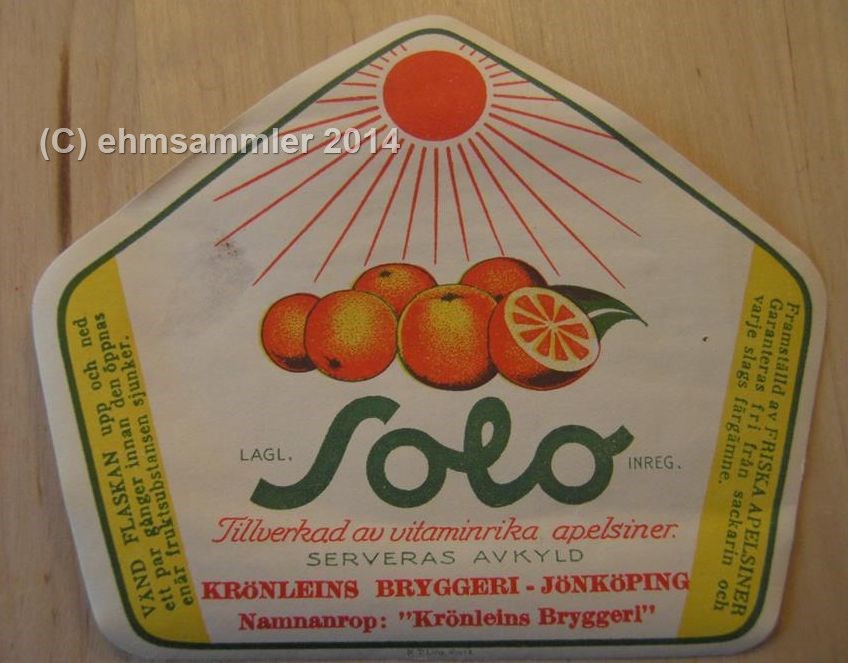 (C) ehmsammler 2014
VÄND FLASKAN upp och ned
ett par gånger innan den öppnas
enär fruktsubstansen sjunker.
Framställd av FRISKA APELSINER
Garanteras fri från sackarin och
varje slags färgämne.
LAGL.
Solo
INREG.
Tillverkad av vitaminrika apelsiner.
SERVERAS AVKYLD
KRÖNLEINS BRYGGERI - JÖNKÖPING
Namnanrop: "Krönleins Bryggeri"